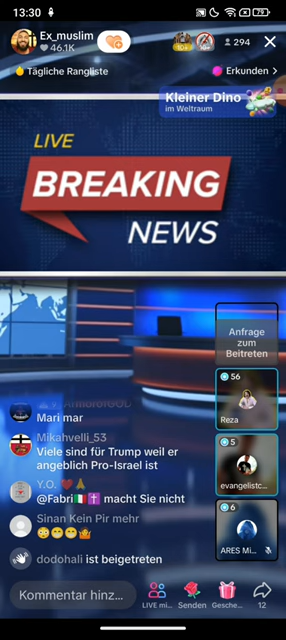 13:30
79
Ex_muslim
46.1K
294
Tägliche Rangliste
Erkunden
Kleiner Dino
im Weltraum
LIVE
BREAKING
NEWS
Anfrage
zum
Beitreten
56
Reza
5
evangelistc...
6
ARES Mi...
Mari mar
Mikahvelli_53
Viele sind für Trump weil er
angeblich Pro-Israel ist
Y.O. ❤️🙏
@Fabri🇮🇹✝️ macht Sie nicht
Sinan Kein Pir mehr
😳😁😁🤷
dodohali ist beigetreten
Kommentar hinz...
LIVE mi...
Senden
Gesche...
12